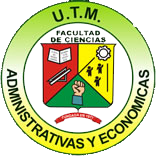 U.T.M.
FACULTAD
DE CIENCIAS
ADMINISTRATIVAS Y ECONOMICAS